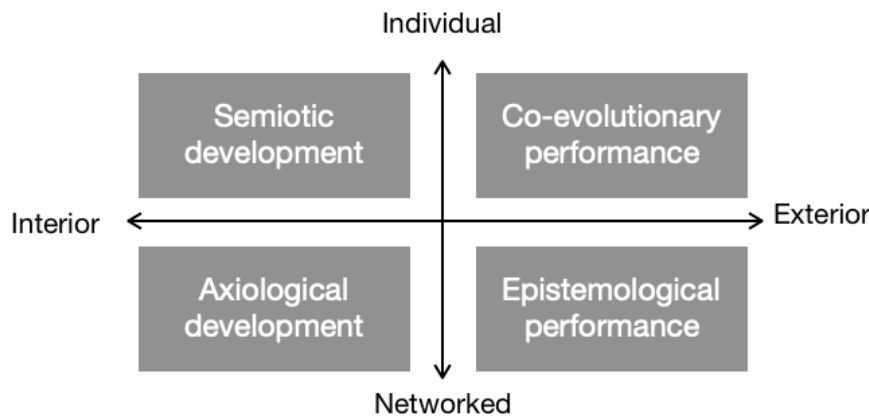 Individual
Semiotic
development
Co-evolutionary
performance
Interior
Exterior
Axiological
development
Epistemological
performance
Networked